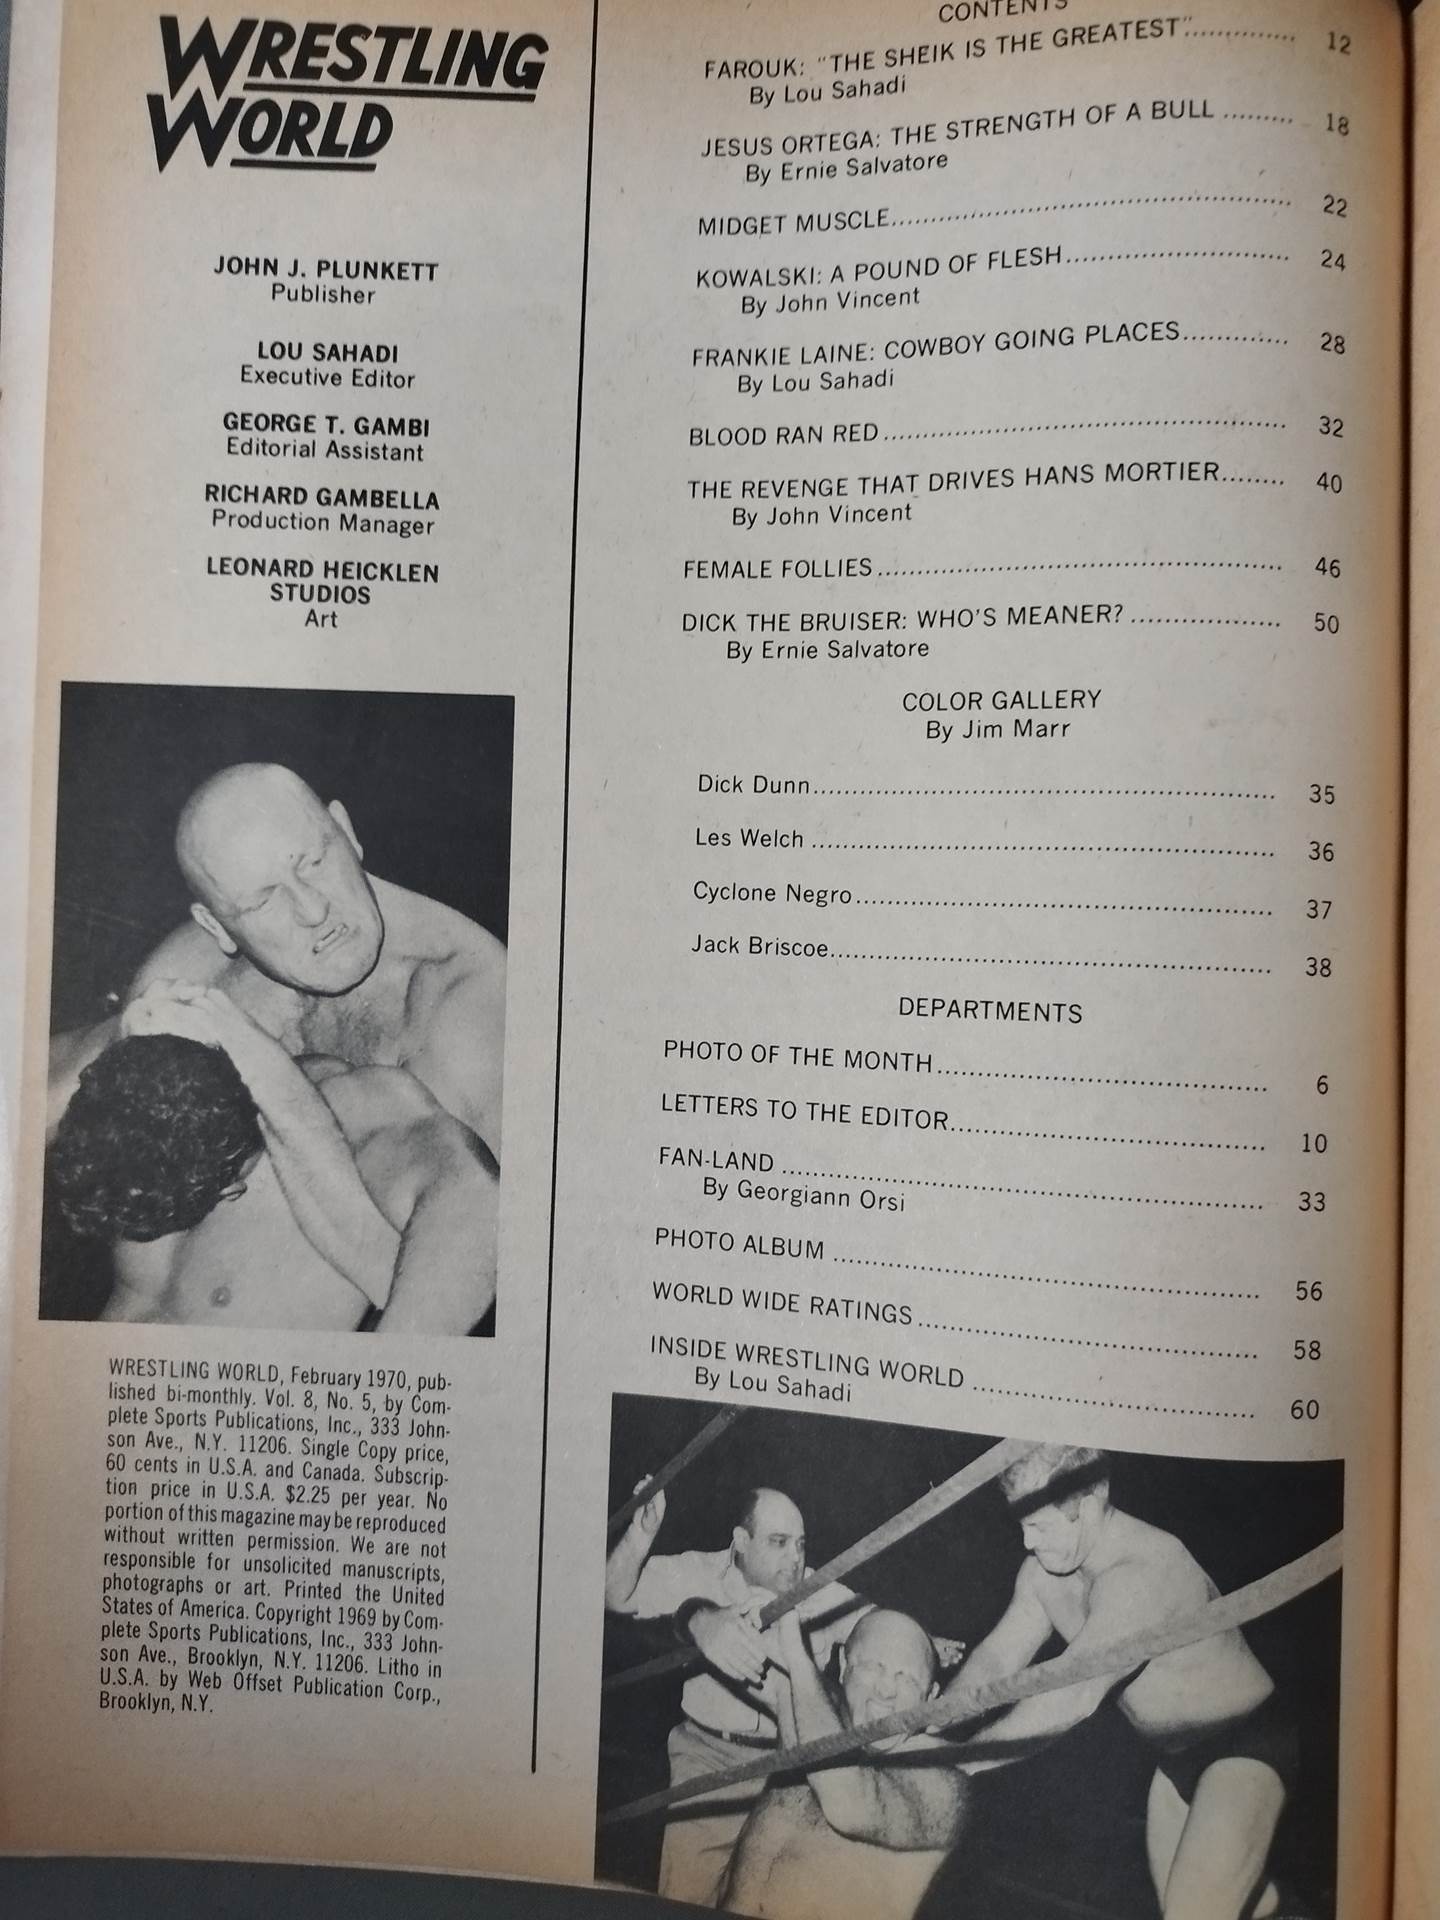 WRESTLING
WORLD
JOHN J. PLUNKETT
Publisher
LOU SAHADI
Executive Editor
GEORGE T. GAMBI
Editorial Assistant
RICHARD GAMBELLA
Production Manager
LEONARD HEICKLEN
STUDIOS
Art
WRESTLING WORLD, February 1970, pub-
lished bi-monthly. Vol. 8, No. 5, by Com-
plete Sports Publications, Inc., 333 John-
son Ave., N.Y. 11206. Single Copy price,
60 cents in U.S.A. and Canada. Subscrip-
tion price in U.S.A. $2.25 per year. No
portion of this magazine may be reproduced
without written permission. We are not
responsible for unsolicited manuscripts,
photographs or art. Printed the United
States of America. Copyright 1969 by Com-
plete Sports Publications, Inc., 333 John-
son Ave., Brooklyn, N.Y. 11206. Litho in
U.S.A. by Web Offset Publication Corp.,
Brooklyn, N.Y.
CONTENTS
FAROUK: "THE SHEIK IS THE GREATEST" 12
By Lou Sahadi
JESUS ORTEGA: THE STRENGTH OF A BULL 18
By Ernie Salvatore
MIDGET MUSCLE 22
KOWALSKI: A POUND OF FLESH 24
By John Vincent
FRANKIE LAINE: COWBOY GOING PLACES 28
By Lou Sahadi
BLOOD RAN RED 32
THE REVENGE THAT DRIVES HANS MORTIER 40
By John Vincent
FEMALE FOLLIES 46
DICK THE BRUISER: WHO'S MEANER? 50
By Ernie Salvatore
COLOR GALLERY
By Jim Marr
Dick Dunn 35
Les Welch 36
Cyclone Negro 37
Jack Briscoe 38
DEPARTMENTS
PHOTO OF THE MONTH 6
LETTERS TO THE EDITOR 10
FAN-LAND 33
By Georgiann Orsi
PHOTO ALBUM 56
WORLD WIDE RATINGS 58
INSIDE WRESTLING WORLD 60
By Lou Sahadi